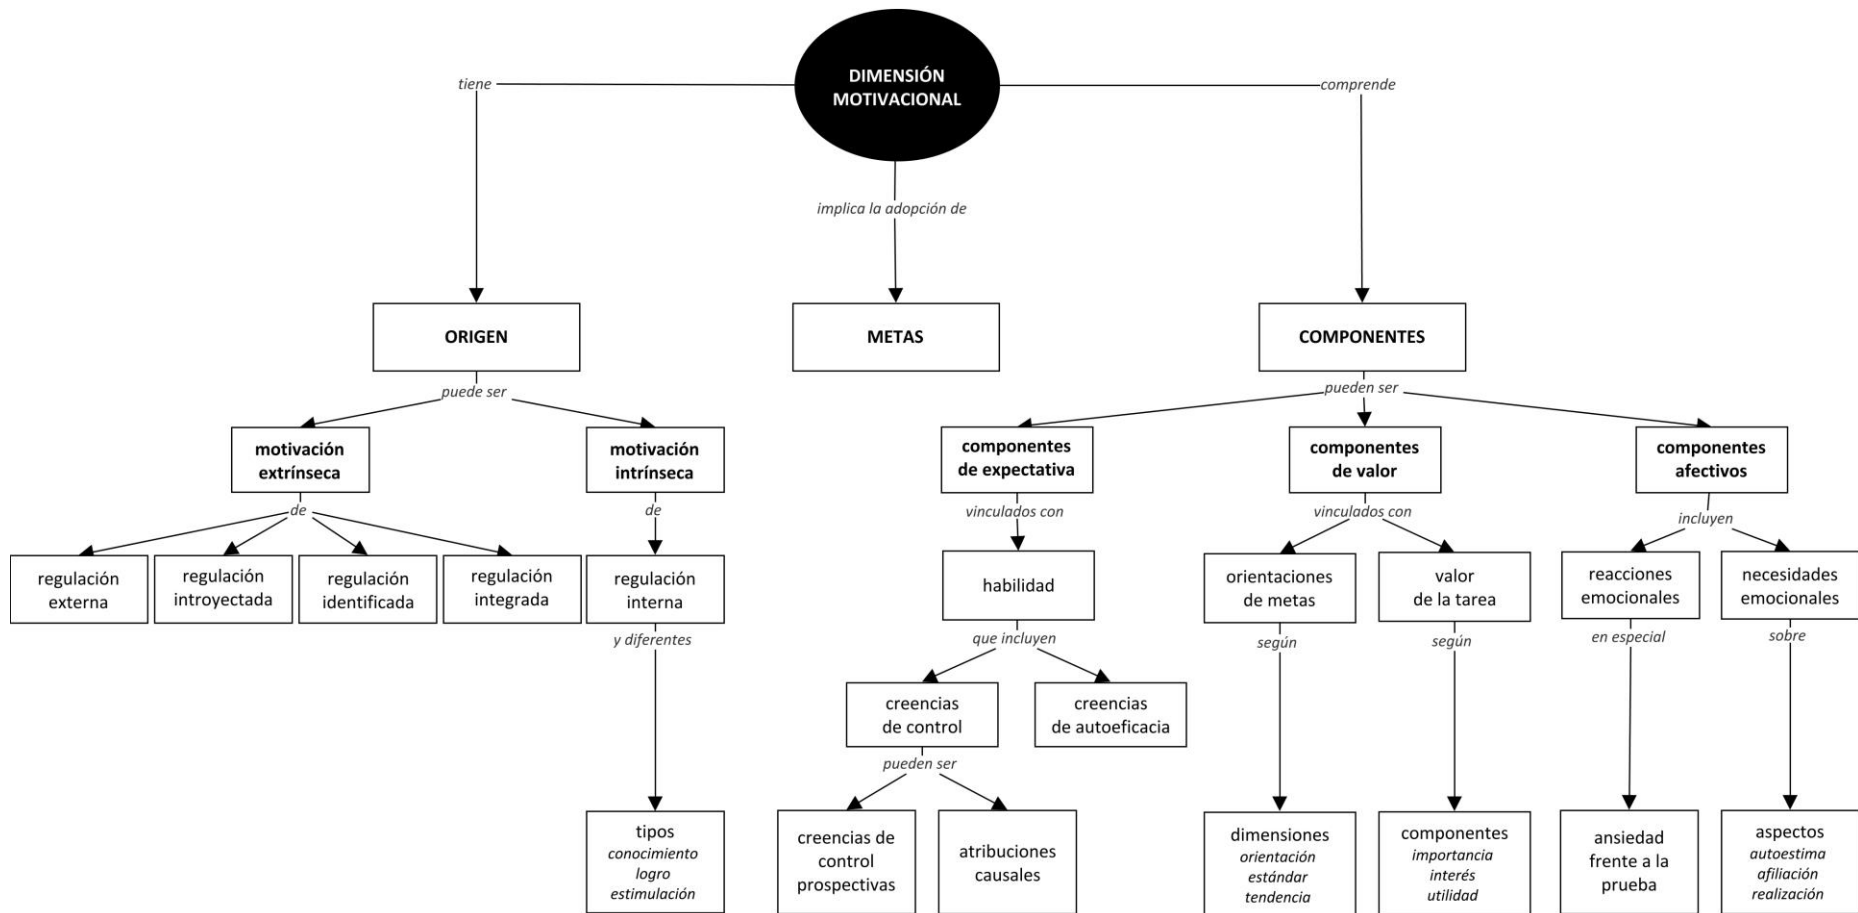 DIMENSIÓN
MOTIVACIONAL
tiene
comprende
implica la adopción de
ORIGEN
METAS
COMPONENTES
puede ser
pueden ser
motivación
extrínseca
motivación
intrínseca
componentes
de expectativa
componentes
de valor
componentes
afectivos
de
de
vinculados con
vinculados con
incluyen
regulación
externa
regulación
introyectada
regulación
identificada
regulación
integrada
regulación
interna
habilidad
orientaciones
de metas
valor
de la tarea
reacciones
emocionales
necesidades
emocionales
y diferentes
que incluyen
según
según
en especial
sobre
creencias
de control
creencias
de autoeficacia
pueden ser
tipos
conocimiento
logro
estimulación
creencias de
control
prospectivas
atribuciones
causales
dimensiones
orientación
estándar
tendencia
componentes
importancia
interés
utilidad
ansiedad
frente a la
prueba
aspectos
autoestima
afiliación
realización